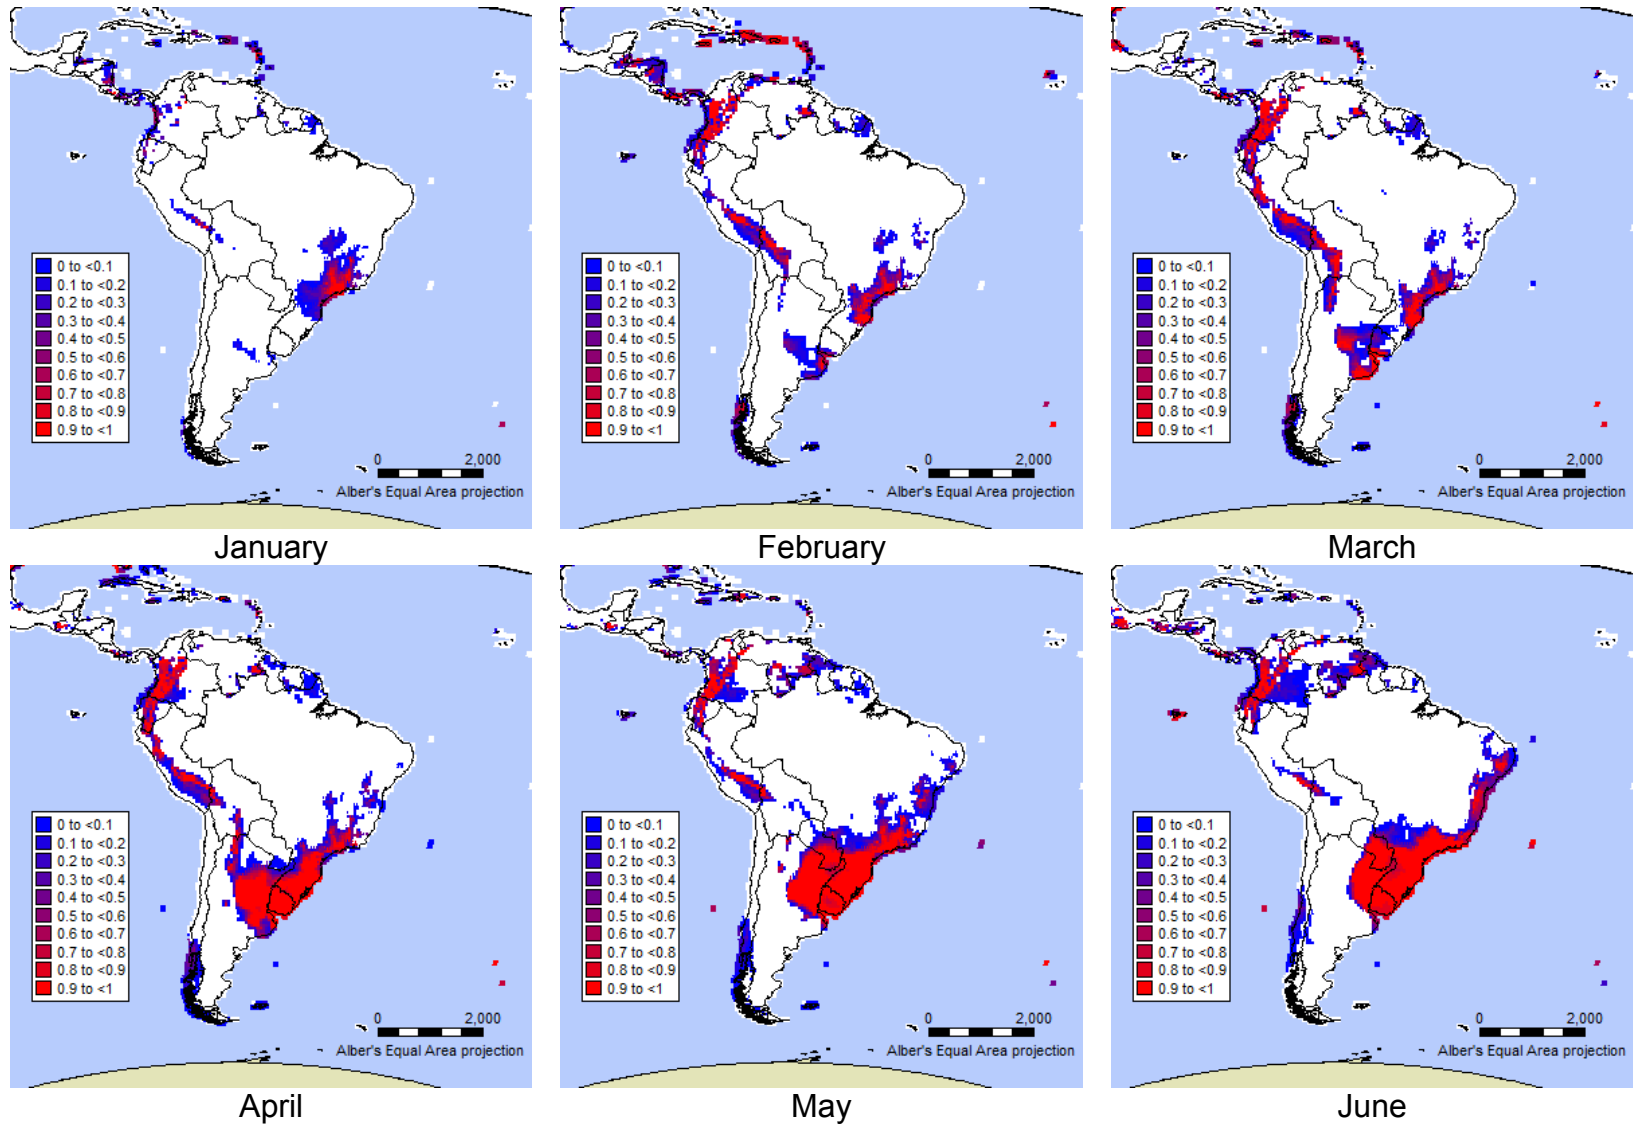 0 to <0.1
0.1 to <0.2
0.2 to <0.3
0.3 to <0.4
0.4 to <0.5
0.5 to <0.6
0.6 to <0.7
0.7 to <0.8
0.8 to <0.9
0.9 to <1
0 2,000
Alber's Equal Area projection
January
0 to <0.1
0.1 to <0.2
0.2 to <0.3
0.3 to <0.4
0.4 to <0.5
0.5 to <0.6
0.6 to <0.7
0.7 to <0.8
0.8 to <0.9
0.9 to <1
0 2,000
Alber's Equal Area projection
February
0 to <0.1
0.1 to <0.2
0.2 to <0.3
0.3 to <0.4
0.4 to <0.5
0.5 to <0.6
0.6 to <0.7
0.7 to <0.8
0.8 to <0.9
0.9 to <1
0 2,000
Alber's Equal Area projection
March
0 to <0.1
0.1 to <0.2
0.2 to <0.3
0.3 to <0.4
0.4 to <0.5
0.5 to <0.6
0.6 to <0.7
0.7 to <0.8
0.8 to <0.9
0.9 to <1
0 2,000
Alber's Equal Area projection
April
0 to <0.1
0.1 to <0.2
0.2 to <0.3
0.3 to <0.4
0.4 to <0.5
0.5 to <0.6
0.6 to <0.7
0.7 to <0.8
0.8 to <0.9
0.9 to <1
0 2,000
Alber's Equal Area projection
May
0 to <0.1
0.1 to <0.2
0.2 to <0.3
0.3 to <0.4
0.4 to <0.5
0.5 to <0.6
0.6 to <0.7
0.7 to <0.8
0.8 to <0.9
0.9 to <1
0 2,000
Alber's Equal Area projection
June